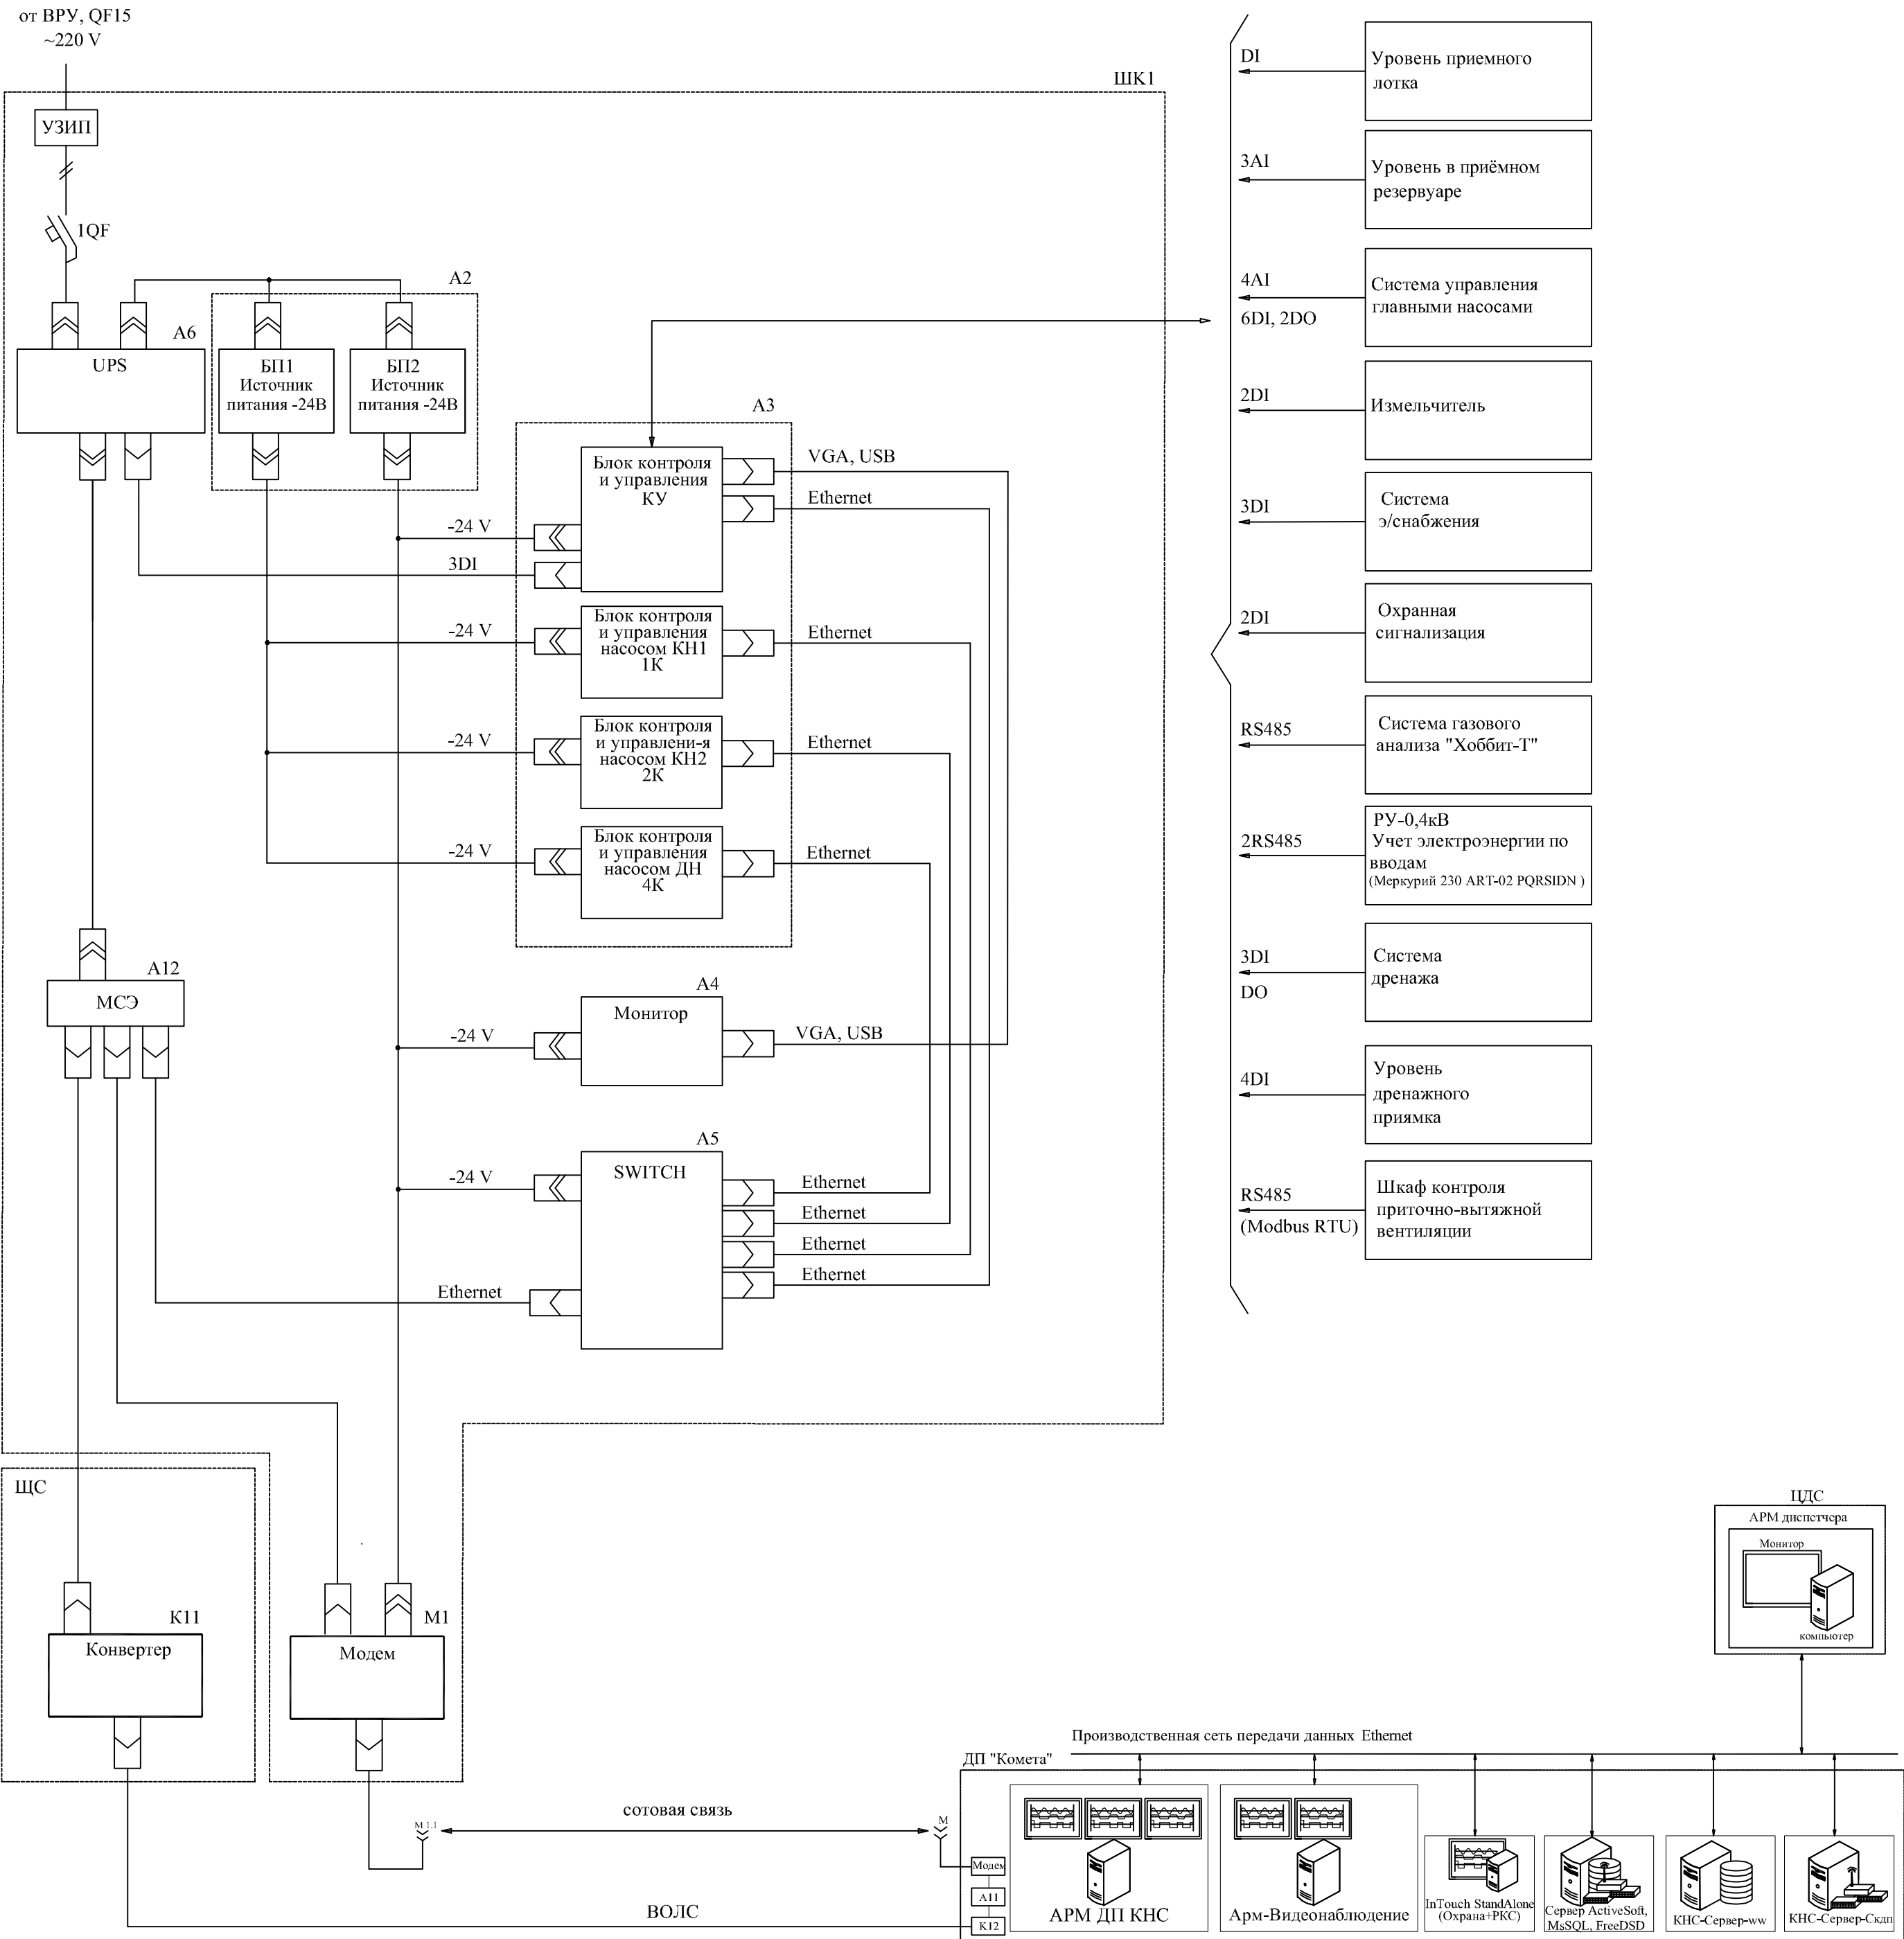 от ВРУ, QF15
~220 V
ШК1
УЗИП
1QF
А2
А6
UPS
БП1
Источник
питания -24В
БП2
Источник
питания -24В
А3
Блок контроля
и управления
КУ
VGA, USB
Ethernet
-24 V
3DI
Блок контроля
и управления
насосом КН1
1К
-24 V
Ethernet
Блок контроля
и управлени-я
насосом КН2
2К
-24 V
Ethernet
Блок контроля
и управления
насосом ДН
4К
-24 V
Ethernet
А12
МСЭ
А4
Монитор
-24 V
VGA, USB
А5
SWITCH
-24 V
Ethernet
Ethernet
Ethernet
Ethernet
Ethernet
DI
Уровень приемного
лотка
3AI
Уровень в приёмном
резервуаре
4AI
6DI, 2DO
Система управления
главными насосами
2DI
Измельчитель
3DI
Система
э/снабжения
2DI
Охранная
сигнализация
RS485
Система газового
анализа "Хоббит-Т"
2RS485
РУ-0,4кВ
Учет электроэнергии по
вводам
(Меркурий 230 ART-02 PQRSIDN )
3DI
DO
Система
дренажа
4DI
Уровень
дренажного
приямка
RS485
(Modbus RTU)
Шкаф контроля
приточно-вытяжной
вентиляции
ЩС
К11
Конвертер
М1
Модем
ЦДС
АРМ диспетчера
Монитор
компьютер
Производственная сеть передачи данных Ethernet
ДП "Комета"
М 1.1
сотовая связь
М
Модем
А11
К12
ВОЛС
АРМ ДП КНС
Арм-Видеонаблюдение
InTouch StandAlone
(Охрана+РКС)
Сервер ActiveSoft,
MsSQL, FreeDSD
КНС-Сервер-ww
КНС-Сервер-Скдп